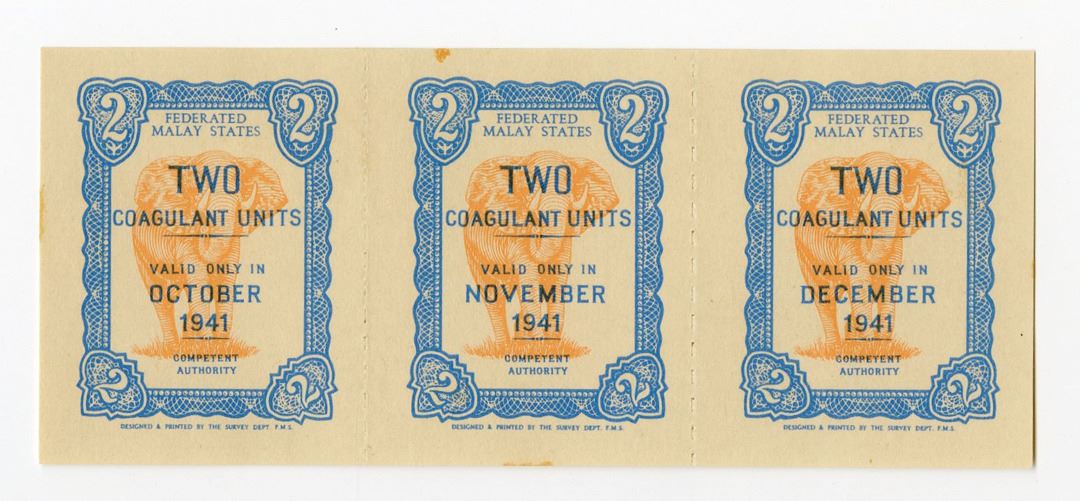 2 2
FEDERATED
MALAY STATES
TWO
COAGULANT UNITS
VALID ONLY IN
OCTOBER
1941
COMPETENT
AUTHORITY
2 2
DESIGNED & PRINTED BY THE SURVEY DEPT. F.M.S.
2 2
FEDERATED
MALAY STATES
TWO
COAGULANT UNITS
VALID ONLY IN
NOVEMBER
1941
COMPETENT
AUTHORITY
2 2
DESIGNED & PRINTED BY THE SURVEY DEPT. F.M.S.
2 2
FEDERATED
MALAY STATES
TWO
COAGULANT UNITS
VALID ONLY IN
DECEMBER
1941
COMPETENT
AUTHORITY
2 2
DESIGNED & PRINTED BY THE SURVEY DEPT. F.M.S.